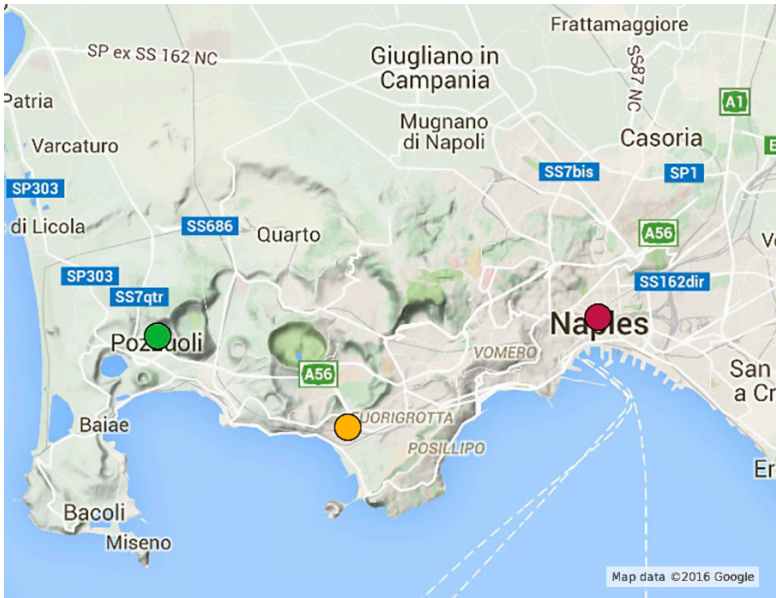 Frattamaggiore
SP ex SS 162 NC
Giugliano in
Campania
SS87 NC
Patria
A1
Mugnano
di Napoli
Casoria
Varcaturo
E
SS7bis
SP1
SP303
di Licola
SS686
Quarto
A56
Ve
SP303
SS7qtr
SS162dir
Naples
Pozzuoli
VOMERO
A56
San
a Cr
Baiae
FUORIGROTTA
POSILLIPO
Er
Bacoli
Miseno
Map data ©2016 Google